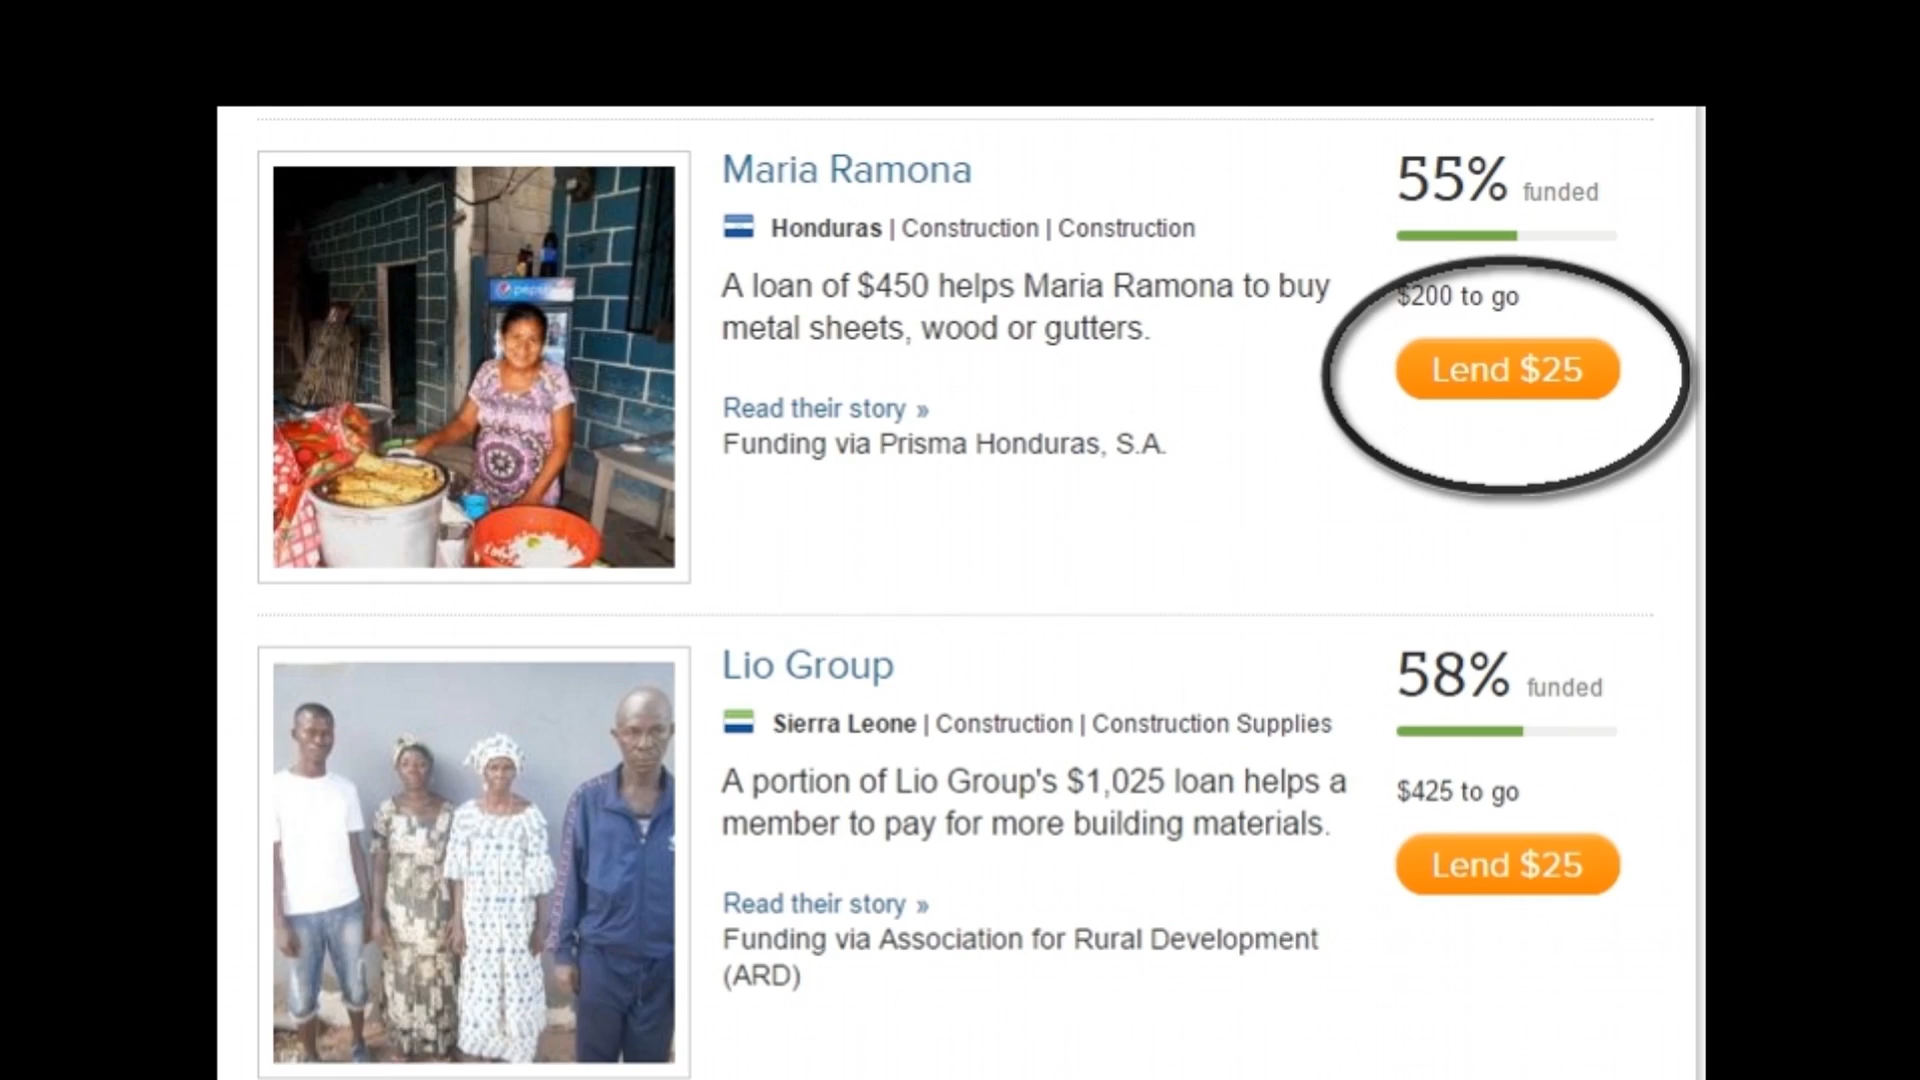 Maria Ramona
Honduras | Construction | Construction
A loan of $450 helps Maria Ramona to buy
metal sheets, wood or gutters.
Read their story »
Funding via Prisma Honduras, S.A.
55% funded
$200 to go
Lend $25
pepsi
Lio Group
Sierra Leone | Construction | Construction Supplies
A portion of Lio Group's $1,025 loan helps a
member to pay for more building materials.
Read their story »
Funding via Association for Rural Development
(ARD)
58% funded
$425 to go
Lend $25